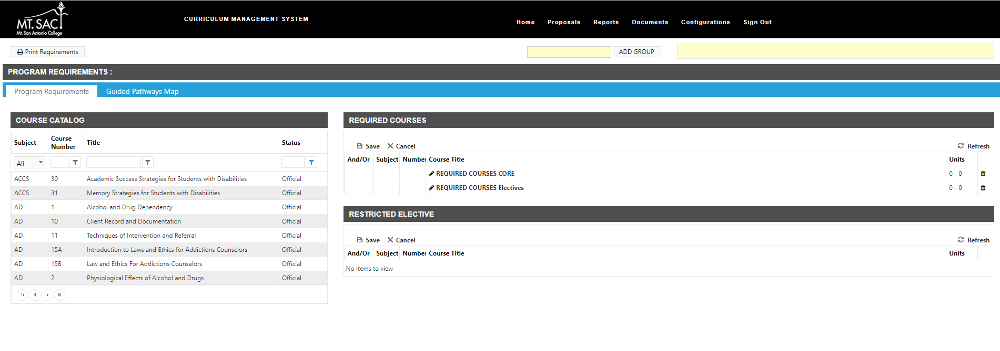 MT. SAC
Mt. San Antonio College
CURRICULUM MANAGEMENT SYSTEM
Home Proposals Reports Documents Configurations Sign Out
Print Requirements
ADD GROUP
PROGRAM REQUIREMENTS :
Program Requirements Guided Pathways Map
COURSE CATALOG
Subject Course Number Title Status
All
ACCS 30 Academic Success Strategies for Students with Disabilities Official
ACCS 31 Memory Strategies for Students with Disabilities Official
AD 1 Alcohol and Drug Dependency Official
AD 10 Client Record and Documentation Official
AD 11 Techniques of Intervention and Referral Official
AD 15A Introduction to Laws and Ethics for Addictions Counselors Official
AD 15B Law and Ethics For Addictions Counselors Official
AD 2 Physiological Effects of Alcohol and Drugs Official
REQUIRED COURSES
Save Cancel Refresh
And/Or Subject Number Course Title Units
REQUIRED COURSES CORE 0 - 0
REQUIRED COURSES Electives 0 - 0
RESTRICTED ELECTIVE
Save Cancel Refresh
And/Or Subject Number Course Title Units
No items to view